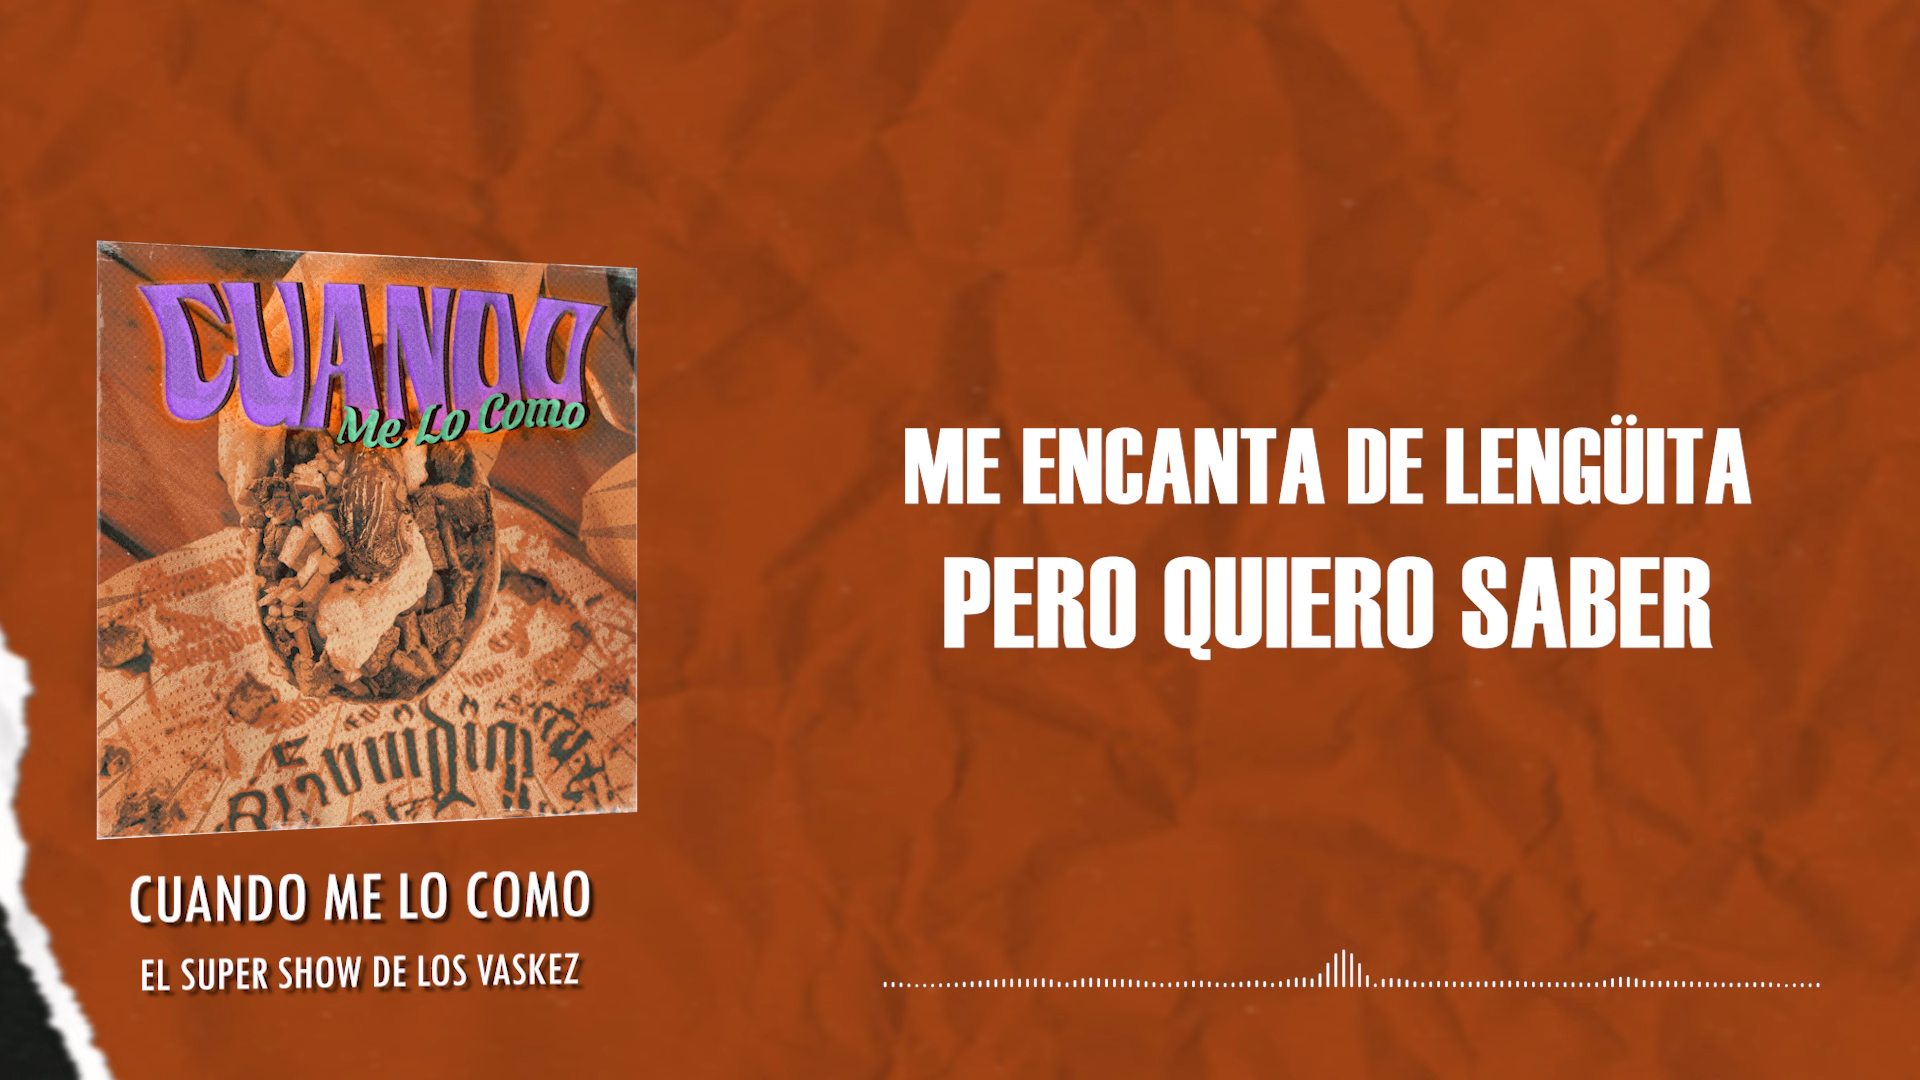 CUANDO
Me Lo Como
CUANDO ME LO COMO
EL SUPER SHOW DE LOS VASKEZ
ME ENCANTA DE LENGÜITA
PERO QUIERO SABER